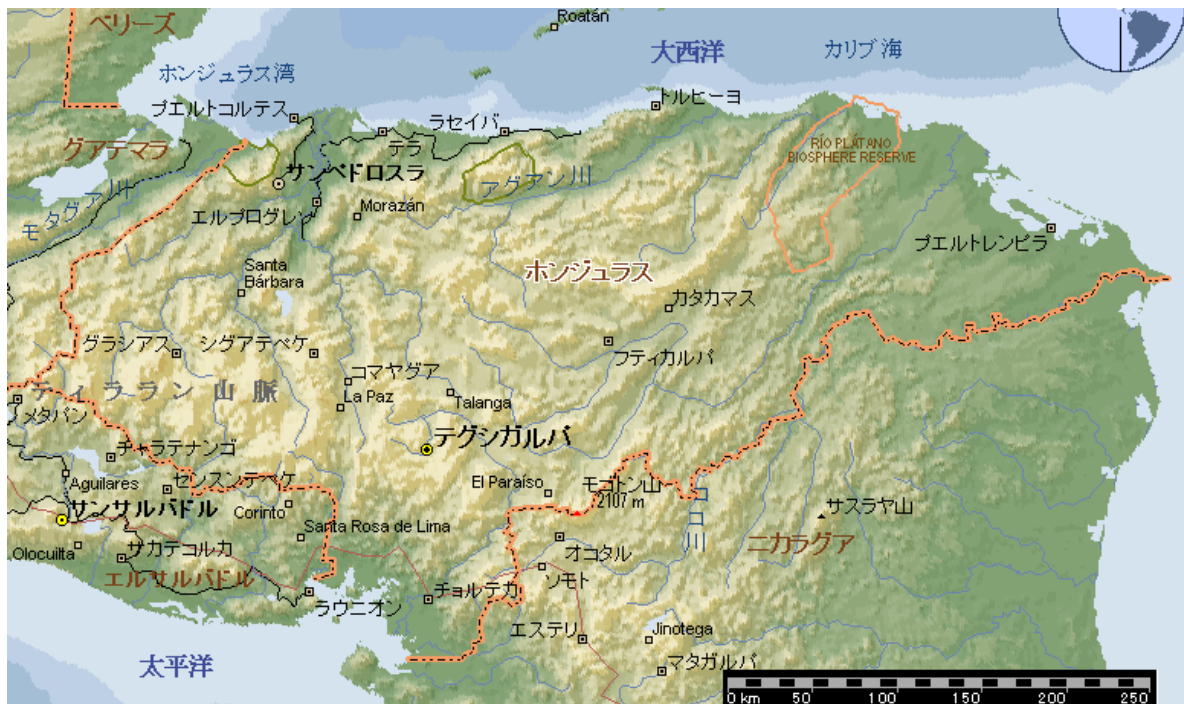 Roatán
ベリーズ
大西洋
カリブ海
ホンジュラス湾
プエルトコルテス
トルヒーヨ
ラセイバ
テラ
グアテマラ
RÍO PLÁTANO
BIOSPHERE RESERVE
サンペドロスラ
アグアン川
モタグア川
エルプログレソ
Morazán
プエルトレンピラ
Santa
Bárbara
ホンジュラス
カタカマス
グラシアス
シグアテペケ
フティカルパ
コマヤグア
ティララン山脈
La Paz
Talanga
メタパン
テグシガルパ
チャラテナンゴ
Aguilares
センスンテペケ
El Paraíso
モゴトン山
2107 m
ココ川
サンサルバドル
Corinto
サスラヤ山
Santa Rosa de Lima
Olocuilta
サカテコルカ
オコタル
ニカラグア
エルサルバドル
ソモト
ラウニオン
チョルテカ
エステリ
Jinotega
太平洋
マタガルパ
0 km 50 100 150 200 250